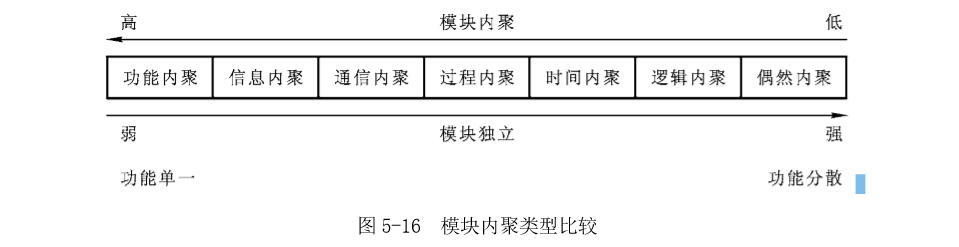 高 模块内聚 低
功能内聚 信息内聚 通信内聚 过程内聚 时间内聚 逻辑内聚 偶然内聚
弱 模块独立 强
功能单一 功能分散
图 5-16 模块内聚类型比较